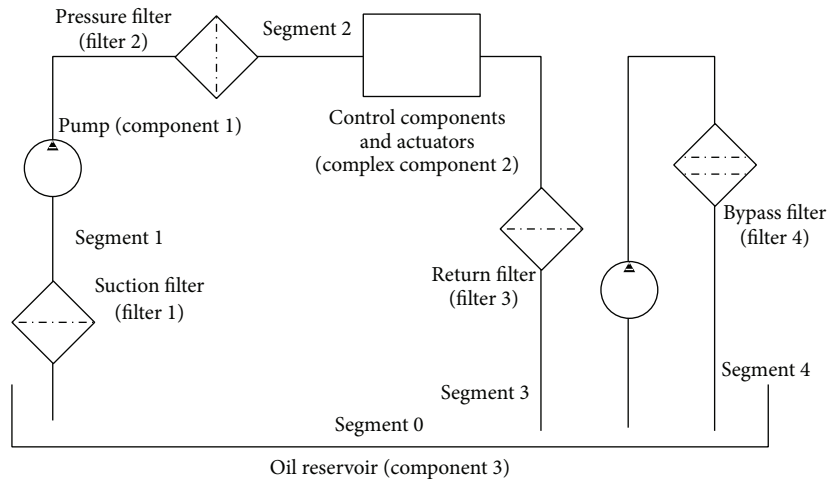 Pressure filter
(filter 2)
Segment 2
Pump (component 1)
Control components
and actuators
(complex component 2)
Segment 1
Suction filter
(filter 1)
Return filter
(filter 3)
Bypass filter
(filter 4)
Segment 3
Segment 4
Segment 0
Oil reservoir (component 3)